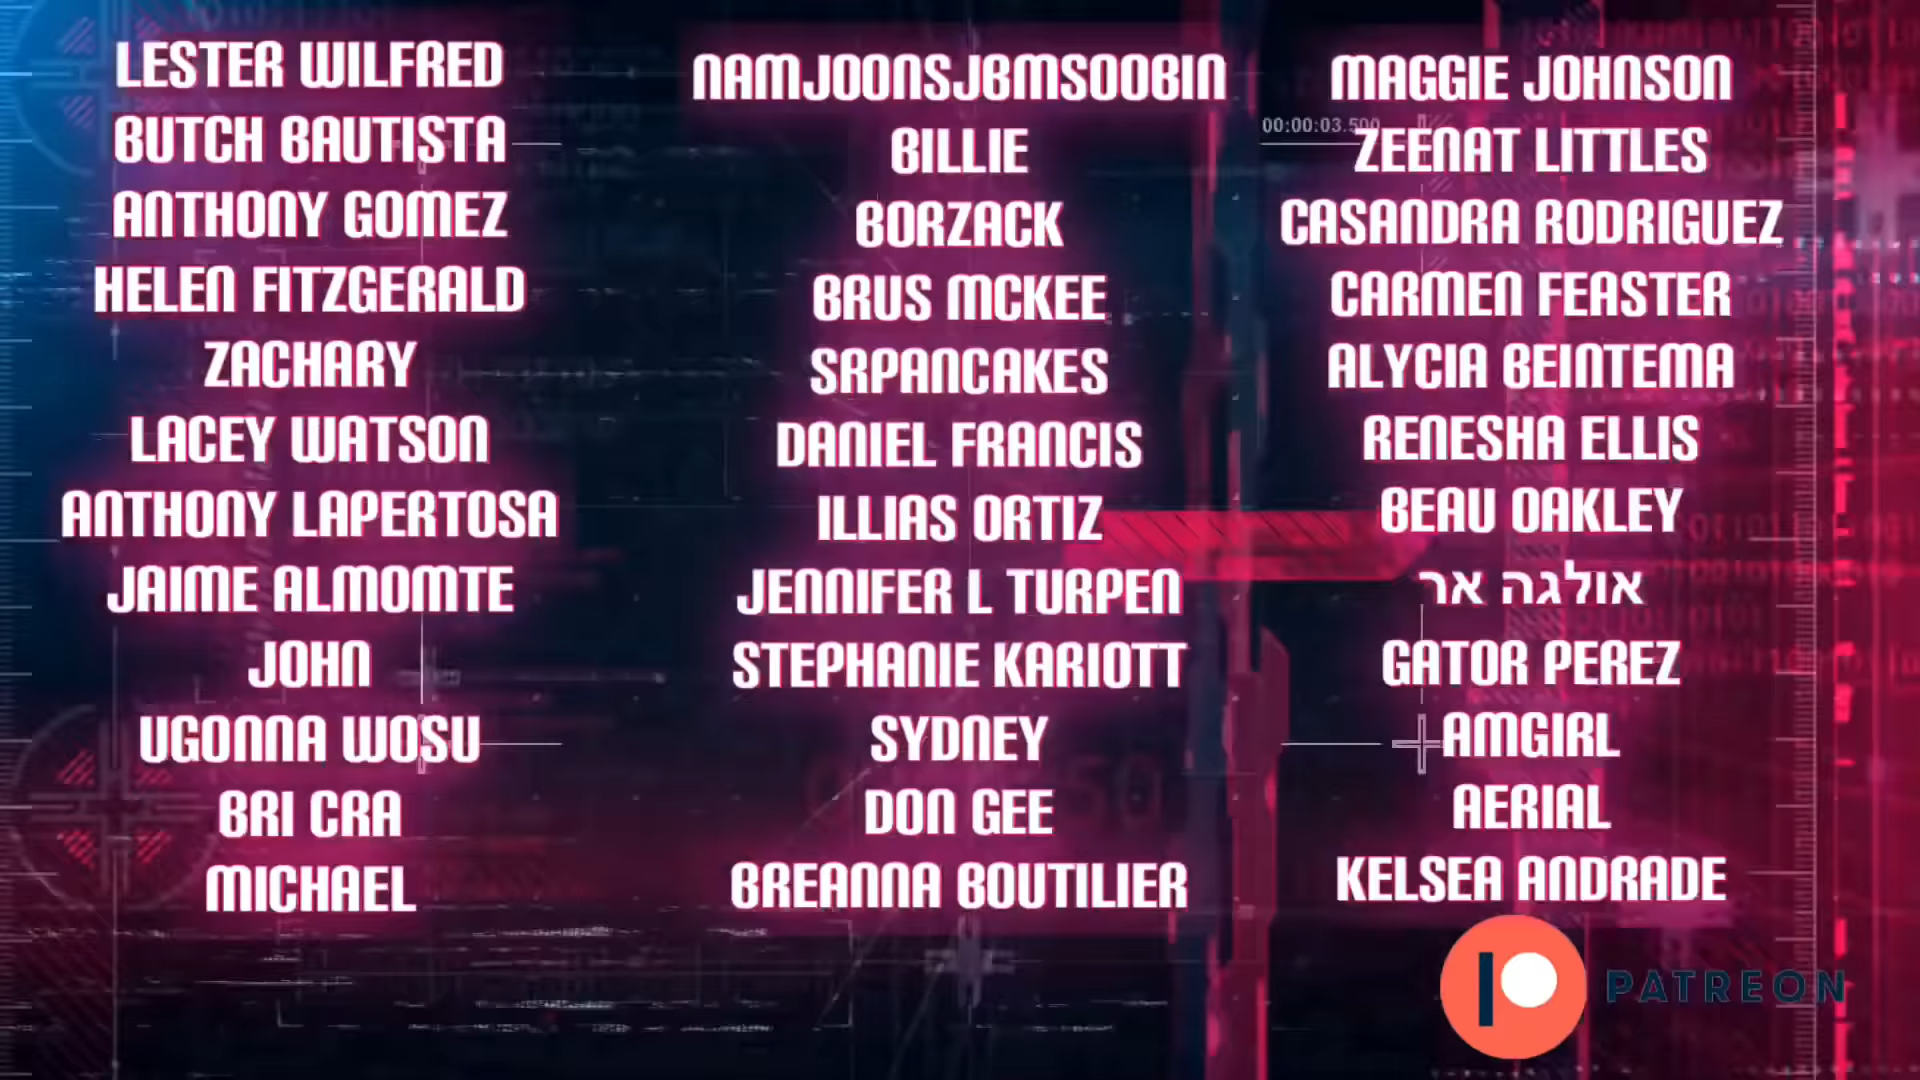 LESTER WILFRED
BUTCH BAUTISTA
ANTHONY GOMEZ
HELEN FITZGERALD
ZACHARY
LACEY WATSON
ANTHONY LAPERTOSA
JAIME ALMOMTE
JOHN
UGONNA WOSU
BRI CRA
MICHAEL
NAMJOONSJBMSOOBIN
BILLIE
BORZACK
BRUS MCKEE
SRPANCAKES
DANIEL FRANCIS
ILLIAS ORTIZ
JENNIFER L TURPEN
STEPHANIE KARIOTT
SYDNEY
DON GEE
BREANNA BOUTILIER
00:00:03.500
MAGGIE JOHNSON
ZEENAT LITTLES
CASANDRA RODRIGUEZ
CARMEN FEASTER
ALYCIA BEINTEMA
RENESHA ELLIS
BEAU OAKLEY
אולגה אר
GATOR PEREZ
AMGIRL
AERIAL
KELSEA ANDRADE
PATREON